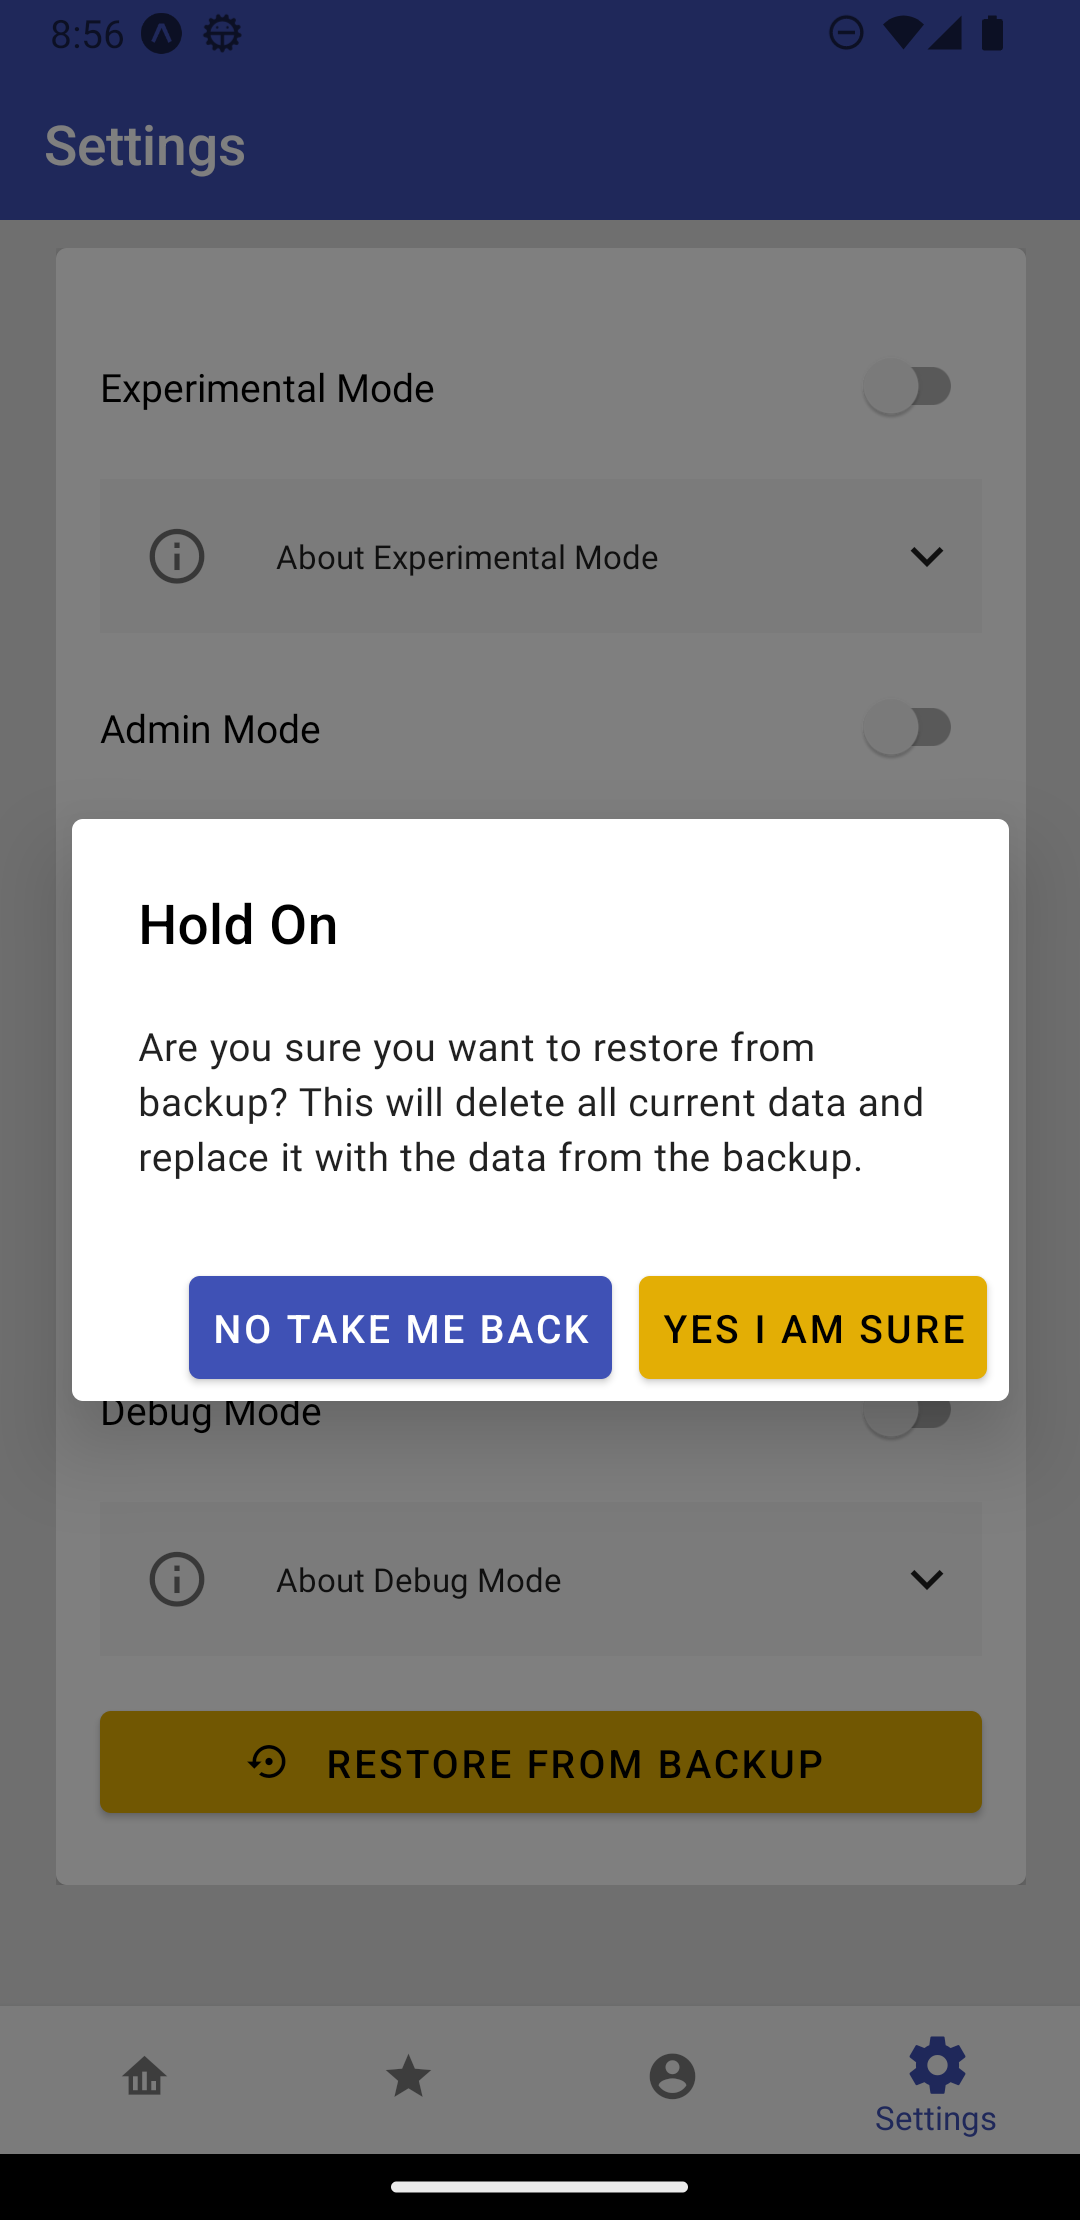 8:56
Settings
Experimental Mode
About Experimental Mode
Admin Mode
Hold On
Are you sure you want to restore from
backup? This will delete all current data and
replace it with the data from the backup.
NO TAKE ME BACK
YES I AM SURE
Debug Mode
About Debug Mode
RESTORE FROM BACKUP
Settings